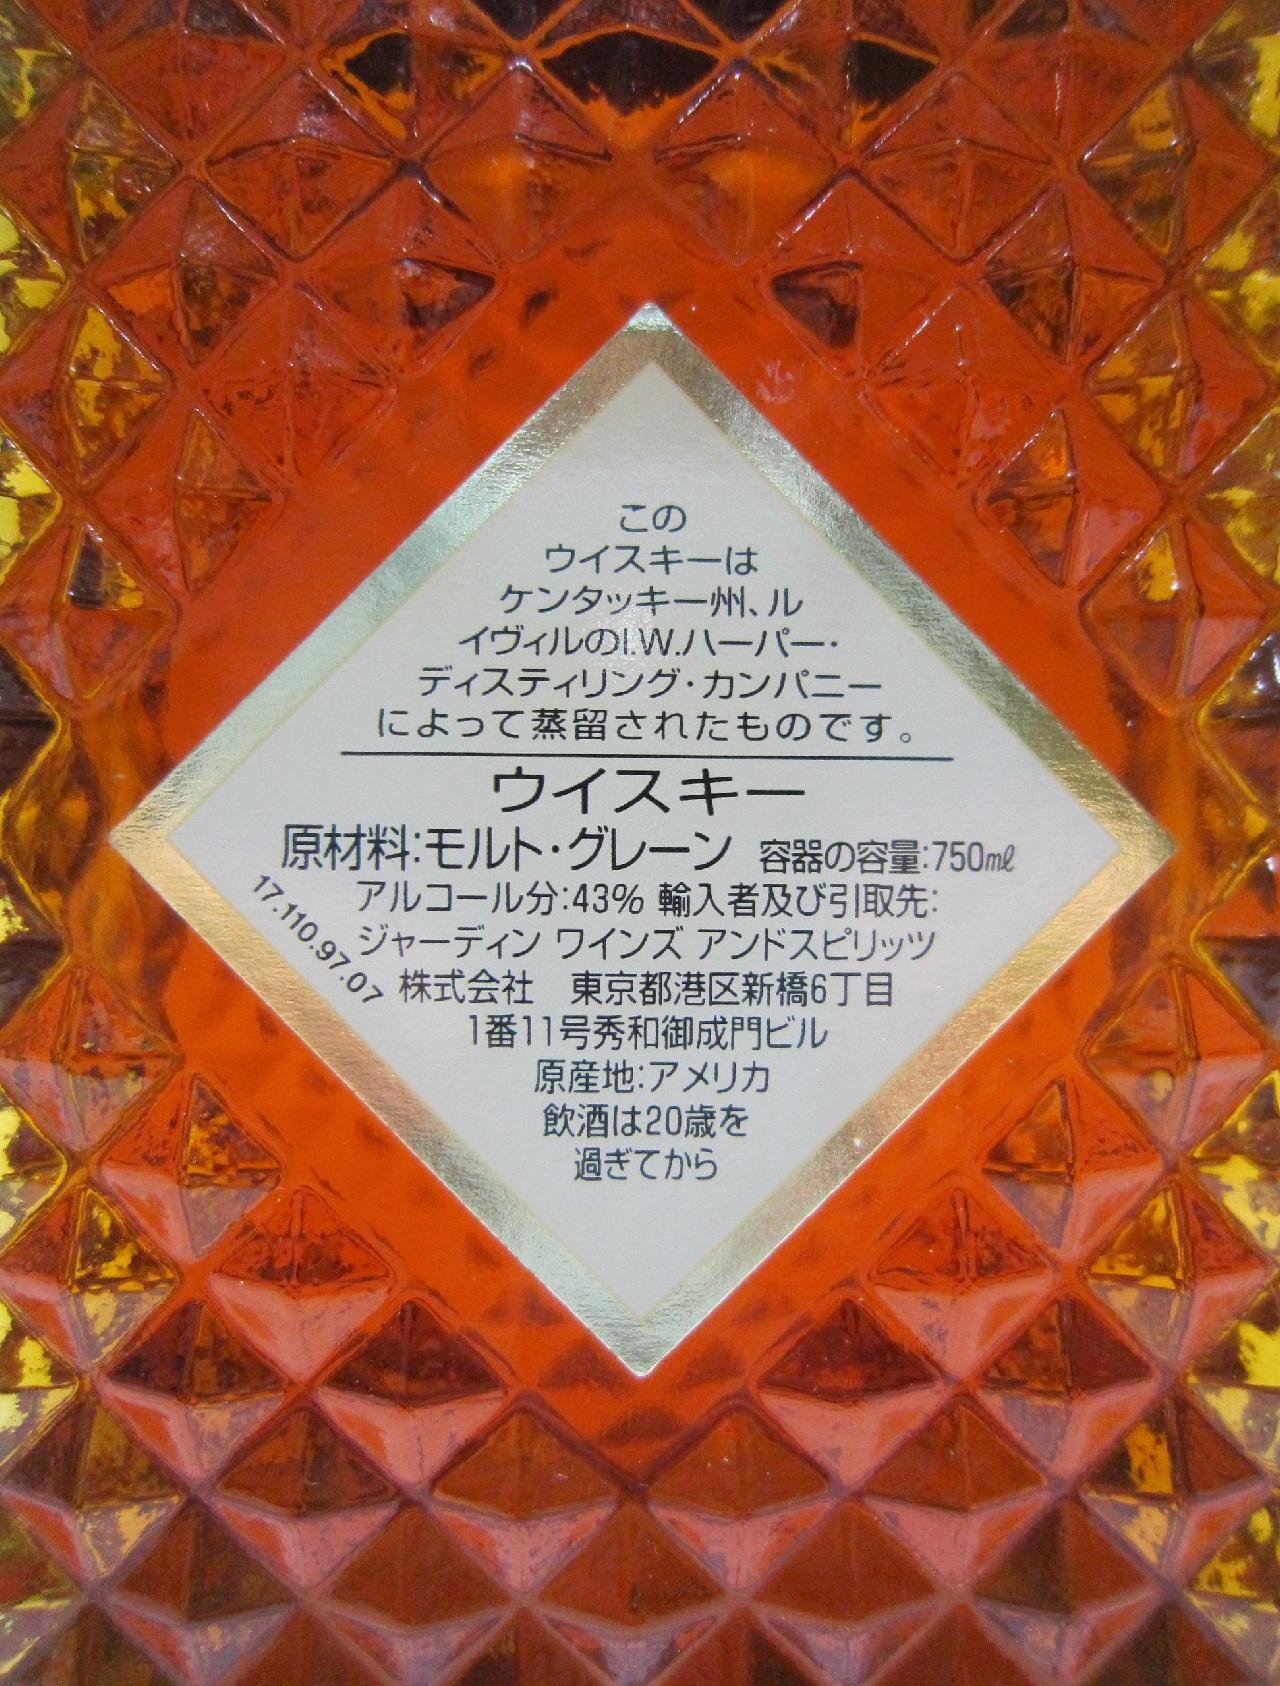 この
ウイスキーは
ケンタッキー州、ル
イヴィルのI.W.ハーパー・
ディスティリング・カンパニー
によって蒸留されたものです。
ウイスキー
原材料:モルト・グレーン 容器の容量:750㎖
アルコール分:43% 輸入者及び引取先:
ジャーディン ワインズ アンドスピリッツ
株式会社 東京都港区新橋6丁目
1番11号秀和御成門ビル
原産地:アメリカ
飲酒は20歳を
過ぎてから
17.110.97.07